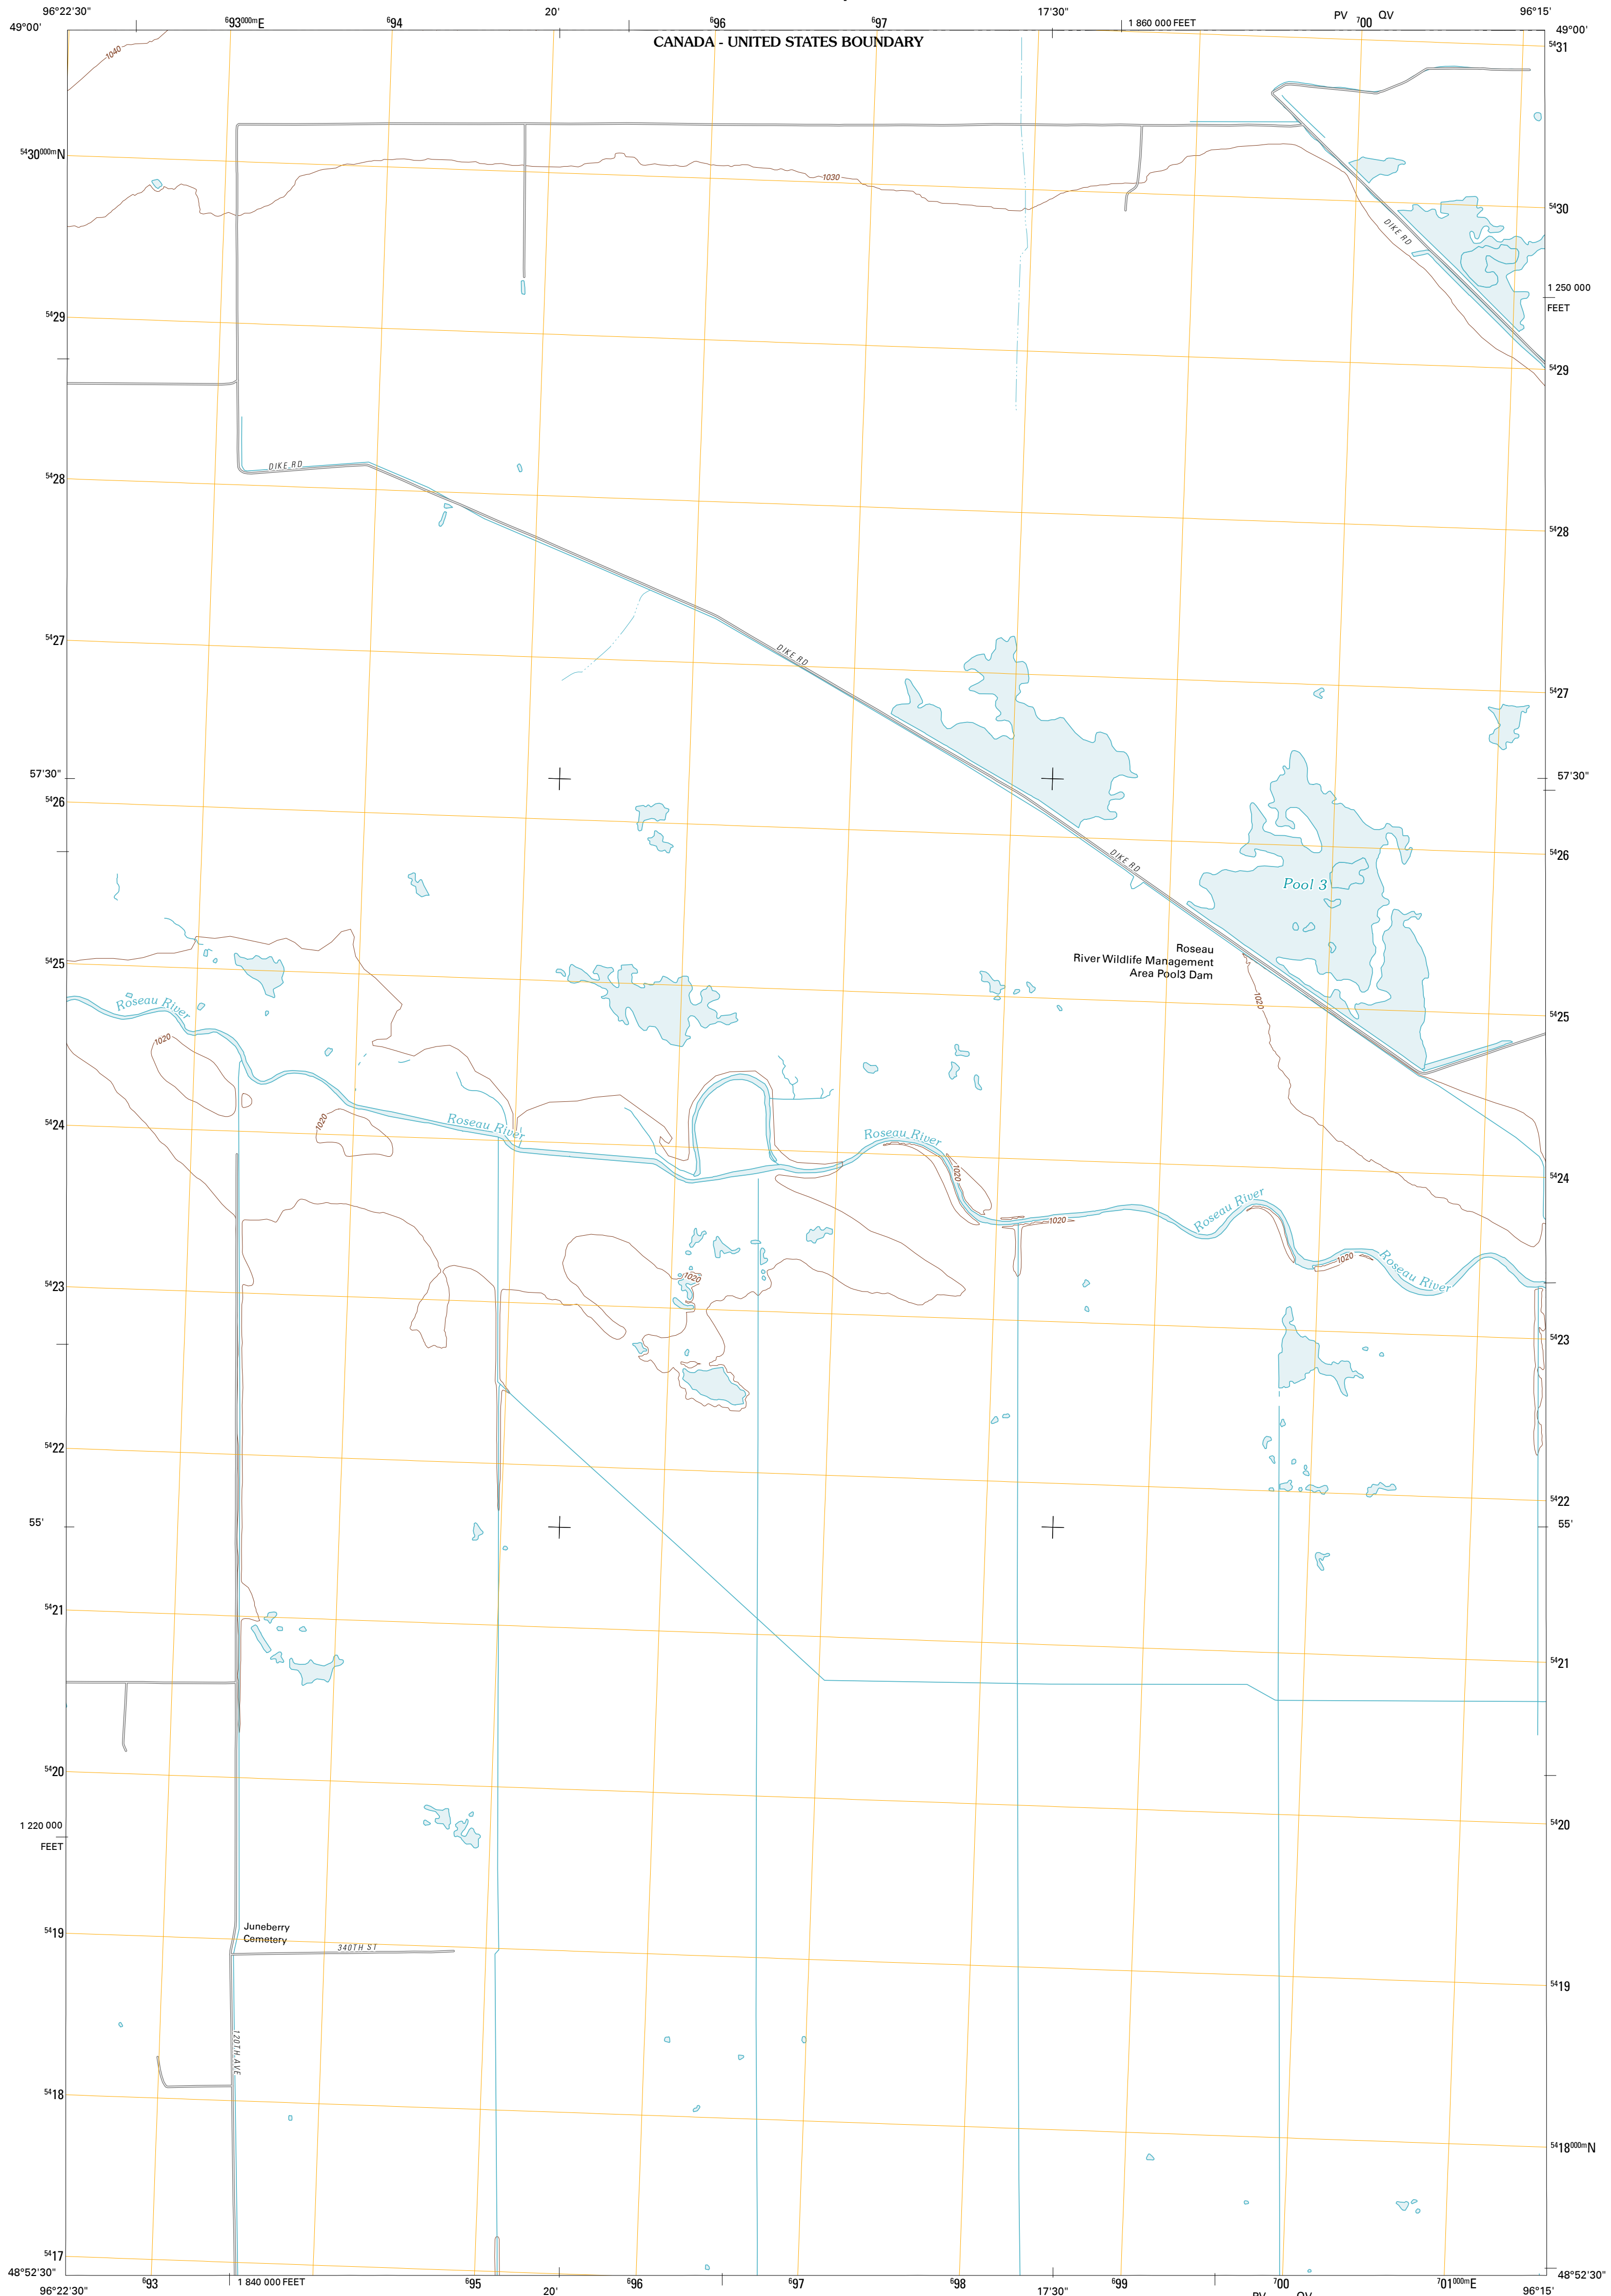 96°22'30" 693000mE 694 20' 696 697 17'30" 1 860 000 FEET PV 700 QV 96°15'
49°00' 49°00'
CANADA - UNITED STATES BOUNDARY
5431
1040
5430000mN
1030
5430
DIKE RD
1 250 000
FEET
5429
5429
DIKE RD
5428
5428
5427
DIKE RD
5427
57'30" 57'30"
5426
DIKE RD
5426
Pool 3
Roseau
River Wildlife Management
Area Pool3 Dam
5425
1020
Roseau River
5425
1020
5424
1020
Roseau River
Roseau River
1020
5424
Roseau River
1020
1020
Roseau River
1020
5423
5423
5422
5422
55' 55'
5421
5421
5420
5420
1 220 000
FEET
5419
Juneberry
Cemetery
340TH ST
5419
120TH AVE
5418
5418000mN
5417
48°52'30" 48°52'30"
96°22'30" 693 1 840 000 FEET 695 20' 696 697 698 17'30" 699 PV 700 QV 701000mE 96°15'